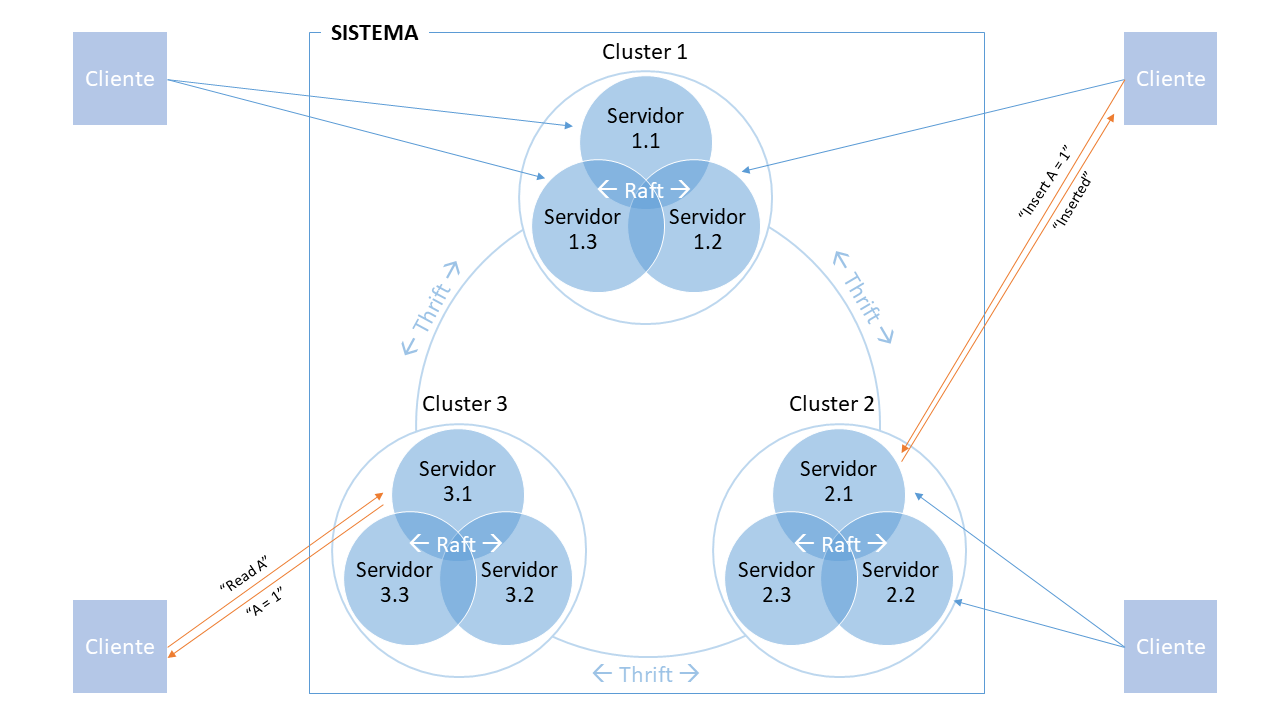 SISTEMA
Cliente
Cliente
Cluster 1
Servidor
1.1
← Raft →
Servidor
1.3
Servidor
1.2
"Insert A = 1"
"Inserted"
← Thrift →
← Thrift →
Cluster 3
Servidor
3.1
← Raft →
Servidor
3.3
Servidor
3.2
Cluster 2
Servidor
2.1
← Raft →
Servidor
2.3
Servidor
2.2
"Read A"
"A = 1"
Cliente
Cliente
← Thrift →